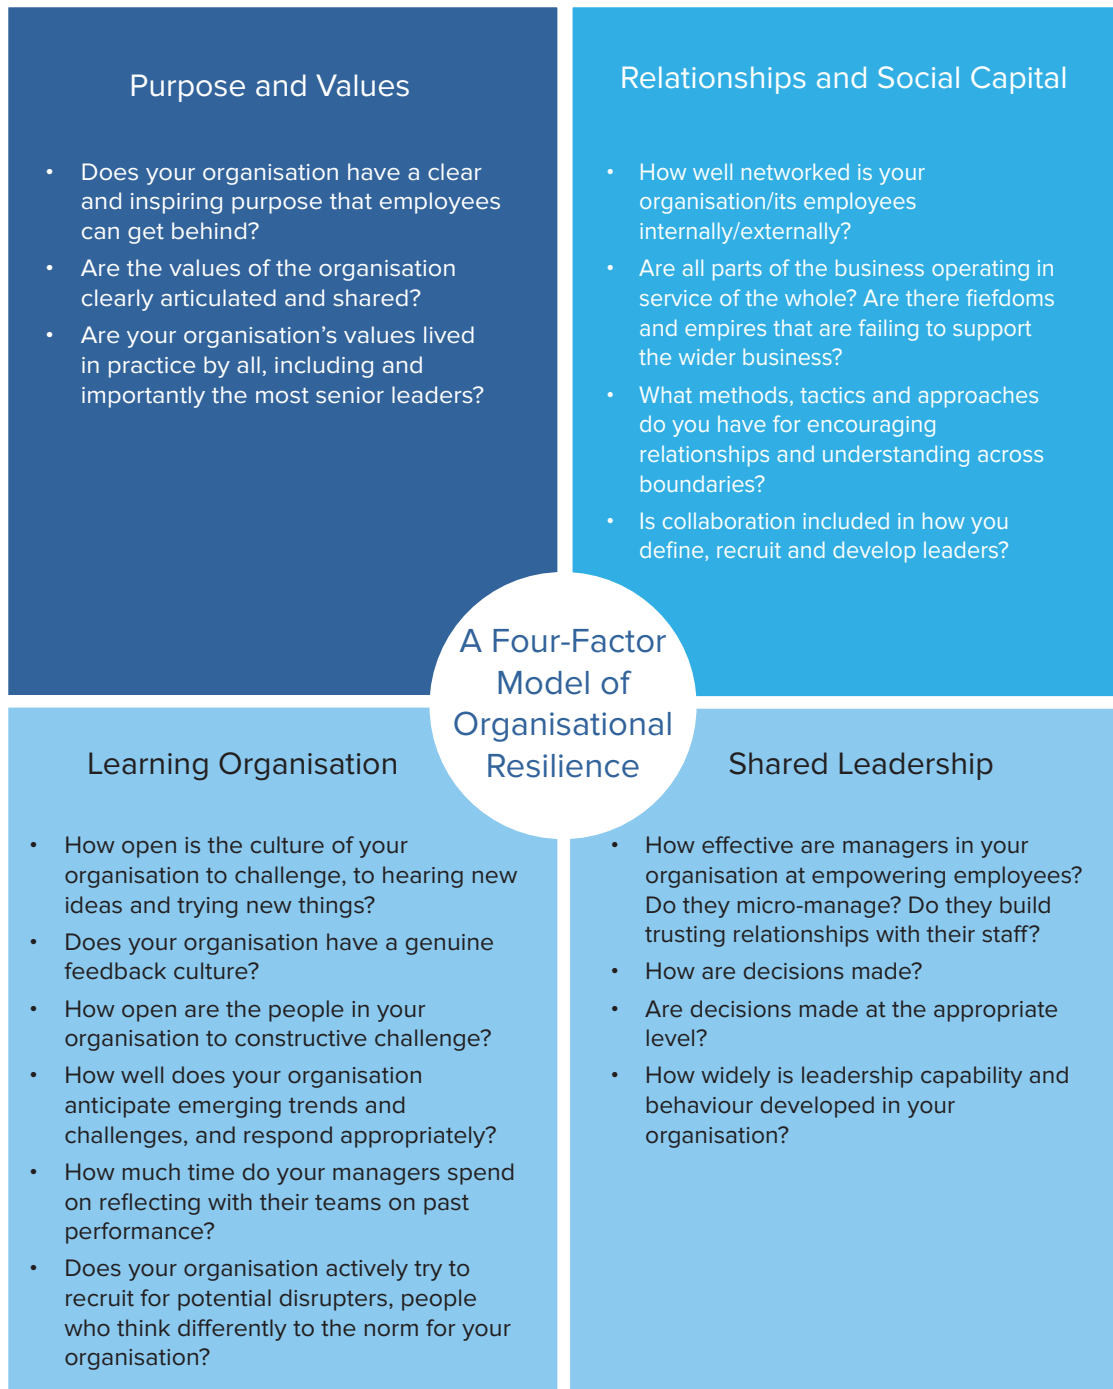 Purpose and Values
• Does your organisation have a clear
and inspiring purpose that employees
can get behind?
• Are the values of the organisation
clearly articulated and shared?
• Are your organisation’s values lived
in practice by all, including and
importantly the most senior leaders?
Relationships and Social Capital
• How well networked is your
organisation/its employees
internally/externally?
• Are all parts of the business operating in
service of the whole? Are there fiefdoms
and empires that are failing to support
the wider business?
• What methods, tactics and approaches
do you have for encouraging
relationships and understanding across
boundaries?
• Is collaboration included in how you
define, recruit and develop leaders?
A Four-Factor
Model of
Organisational
Resilience
Learning Organisation
• How open is the culture of your
organisation to challenge, to hearing new
ideas and trying new things?
• Does your organisation have a genuine
feedback culture?
• How open are the people in your
organisation to constructive challenge?
• How well does your organisation
anticipate emerging trends and
challenges, and respond appropriately?
• How much time do your managers spend
on reflecting with their teams on past
performance?
• Does your organisation actively try to
recruit for potential disrupters, people
who think differently to the norm for your
organisation?
Shared Leadership
• How effective are managers in your
organisation at empowering employees?
Do they micro-manage? Do they build
trusting relationships with their staff?
• How are decisions made?
• Are decisions made at the appropriate
level?
• How widely is leadership capability and
behaviour developed in your
organisation?